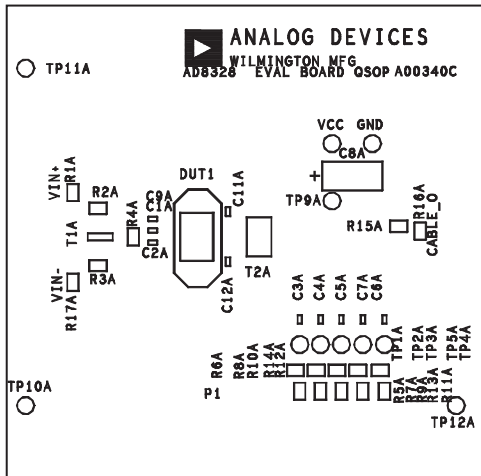 ANALOG DEVICES
WILMINGTON MFG
AD8328 EVAL BOARD QSOP A00340C
TP11A
VCC GND
C8A
+
TP9A
DUT1
VIN+
R1A
R2A
T1A
R4A
C9A
C1A
C2A
C11A
R3A
VIN-
R17A
C12A
T2A
R15A
R16A
CABLE_O
C3A
C4A
C5A
C7A
C6A
TP1A
TP2A
TP3A
TP5A
TP4A
R6A
R8A
R10A
R14A
R12A
P1
R5A
R7A
R9A
R13A
R11A
TP10A
TP12A